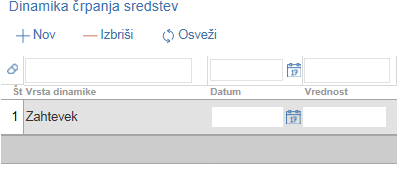 Dinamika črpanja sredstev
Nov Izbriši Osveži
Št Vrsta dinamike Datum Vrednost
1 Zahtevek